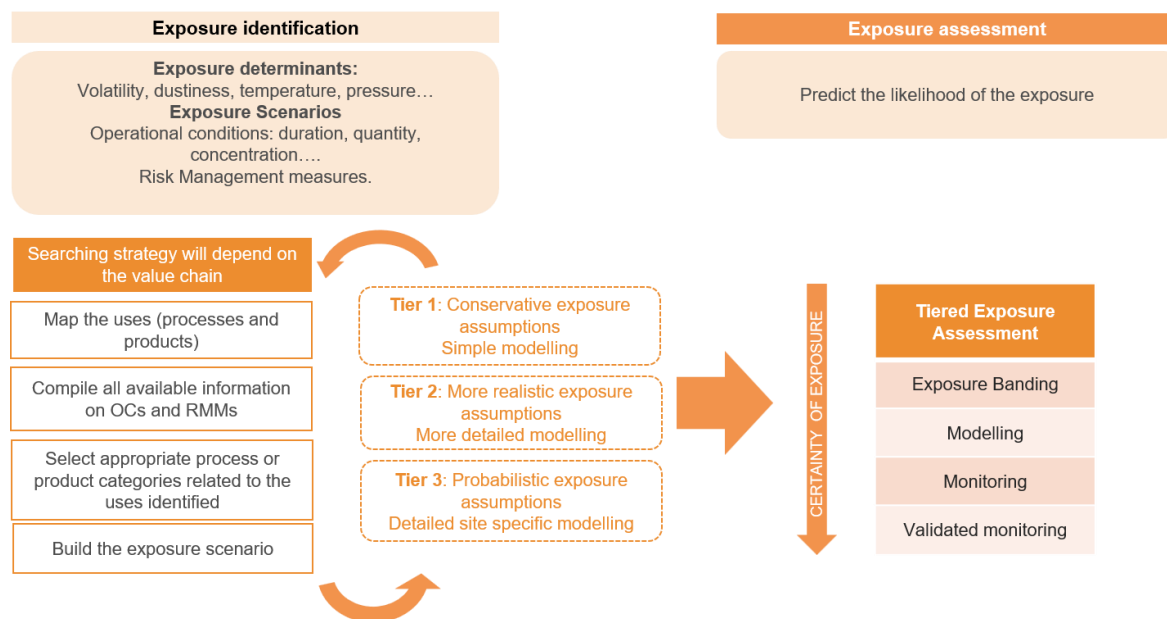 Exposure identification
Exposure determinants:
Volatility, dustiness, temperature, pressure…
Exposure Scenarios
Operational conditions: duration, quantity,
concentration….
Risk Management measures.
Exposure assessment
Predict the likelihood of the exposure
Searching strategy will depend on
the value chain
Map the uses (processes and
products)
Compile all available information
on OCs and RMMs
Select appropriate process or
product categories related to the
uses identified
Build the exposure scenario
Tier 1: Conservative exposure
assumptions
Simple modelling
Tier 2: More realistic exposure
assumptions
More detailed modelling
Tier 3: Probabilistic exposure
assumptions
Detailed site specific modelling
CERTAINTY OF EXPOSURE
Tiered Exposure
Assessment
Exposure Banding
Modelling
Monitoring
Validated monitoring